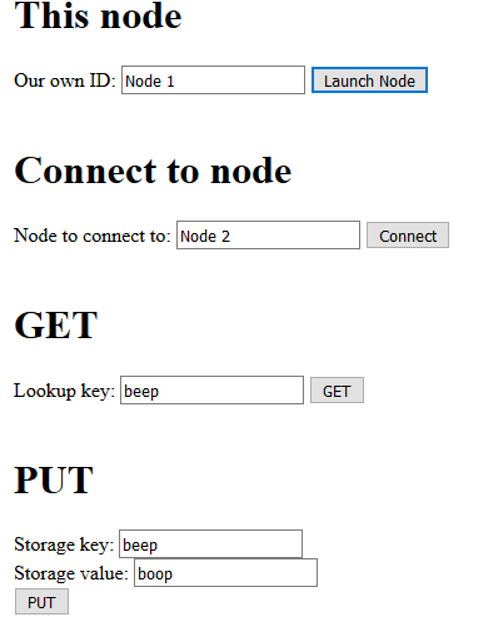 This node
Our own ID: Node 1 Launch Node
Connect to node
Node to connect to: Node 2 Connect
GET
Lookup key: beep GET
PUT
Storage key: beep
Storage value: boop
PUT